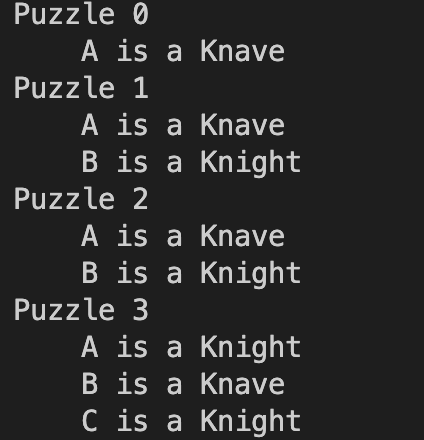 Puzzle 0
    A is a Knave
Puzzle 1
    A is a Knave
    B is a Knight
Puzzle 2
    A is a Knave
    B is a Knight
Puzzle 3
    A is a Knight
    B is a Knave
    C is a Knight